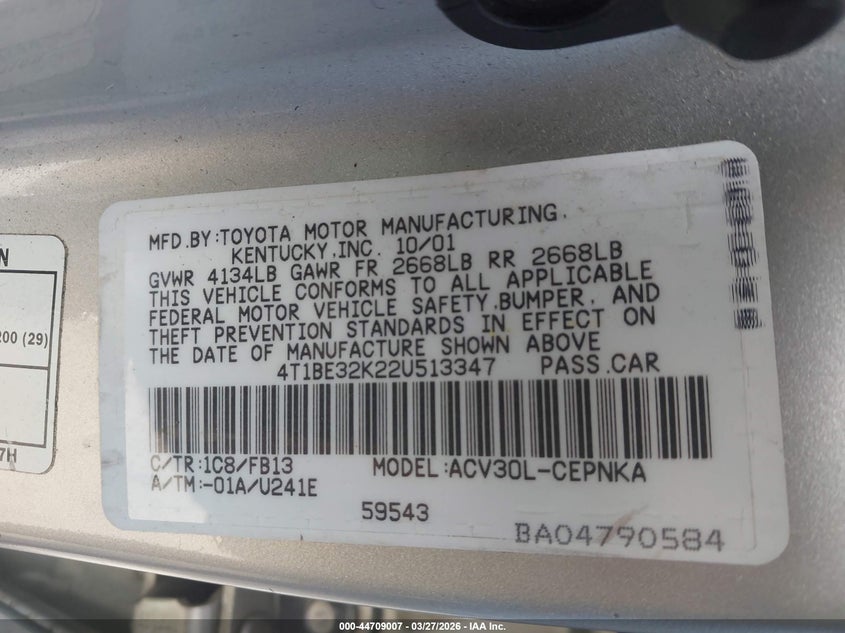 MFD.BY:TOYOTA MOTOR MANUFACTURING.
KENTUCKY,INC. 10/01
GVWR 4134LB GAWR FR 2668LB RR 2668LB
THIS VEHICLE CONFORMS TO ALL APPLICABLE
FEDERAL MOTOR VEHICLE SAFETY,BUMPER, AND
THEFT PREVENTION STANDARDS IN EFFECT ON
THE DATE OF MANUFACTURE SHOWN ABOVE
4T1BE32K22U513347 PASS.CAR
C/TR:1C8/FB13 MODEL:ACV30L-CEPNKA
A/TM:-01A/U241E
59543
BA04790584
N
200 (29)
7H
000-44709007 - 03/27/2026 - IAA Inc.